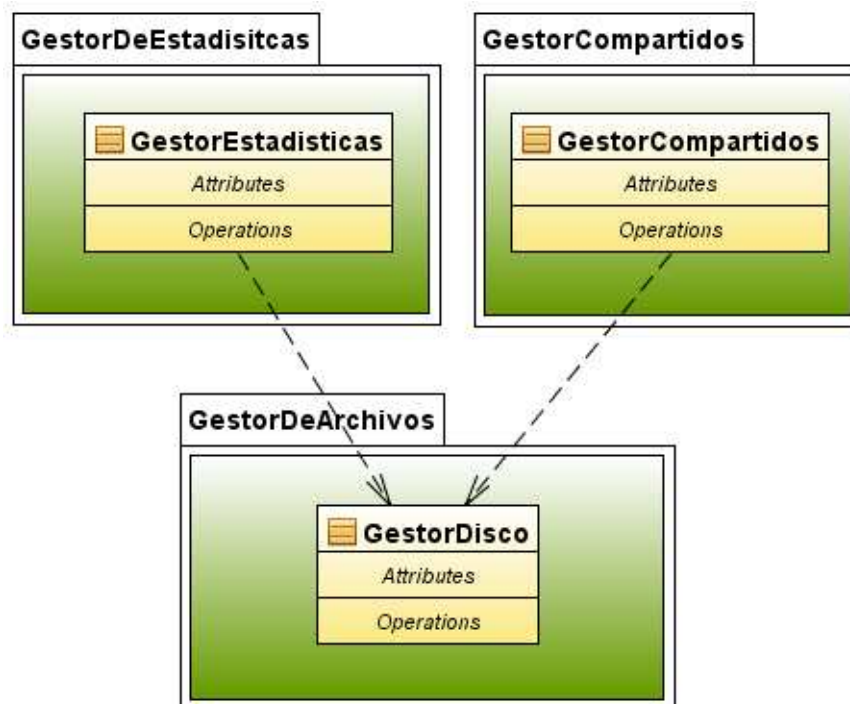 GestorDeEstadisitcas
GestorCompartidos
GestorEstadisticas
Attributes
Operations
GestorCompartidos
Attributes
Operations
GestorDeArchivos
GestorDisco
Attributes
Operations